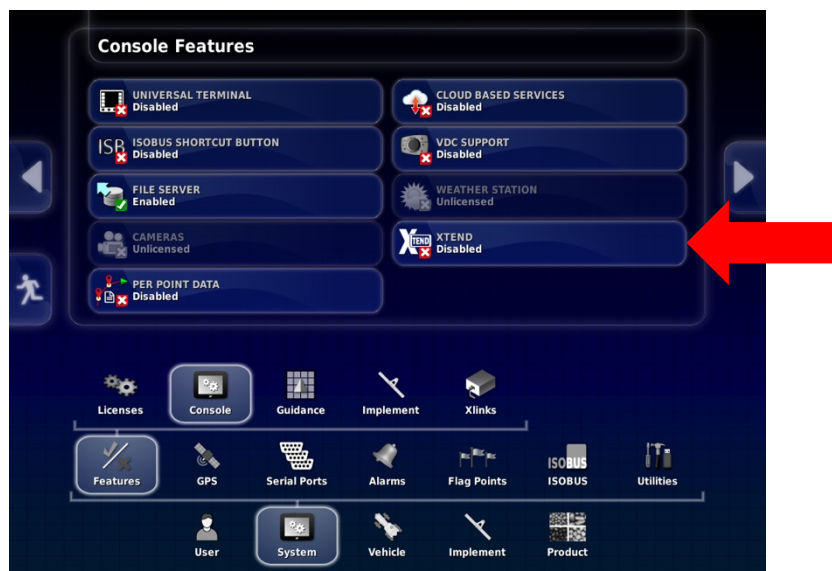 Console Features
UNIVERSAL TERMINAL
Disabled
CLOUD BASED SERVICES
Disabled
ISB
ISOBUS SHORTCUT BUTTON
Disabled
VDC SUPPORT
Disabled
FILE SERVER
Enabled
WEATHER STATION
Unlicensed
CAMERAS
Unlicensed
XTEND
XTEND
Disabled
PER POINT DATA
Disabled
Licenses
Console
Guidance
Implement
Xlinks
Features
GPS
Serial Ports
Alarms
Flag Points
ISOBUS
ISOBUS
Utilities
User
System
Vehicle
Implement
Product